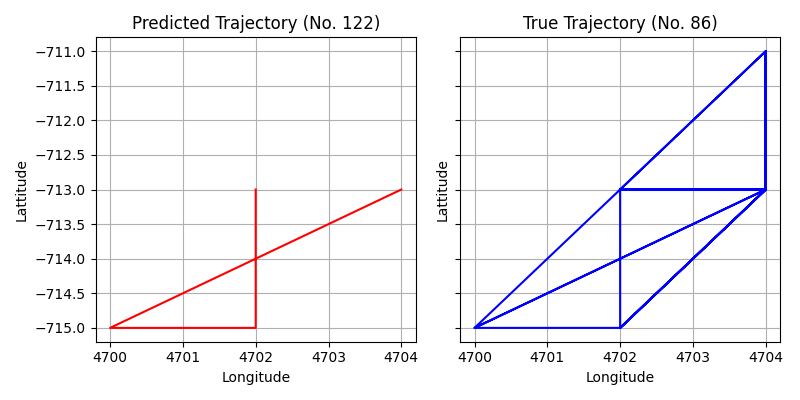 Predicted Trajectory (No. 122)
True Trajectory (No. 86)
−711.0
−711.5
−712.0
−712.5
−713.0
−713.5
−714.0
−714.5
−715.0
Lattitude
Lattitude
4700 4701 4702 4703 4704
4700 4701 4702 4703 4704
Longitude
Longitude